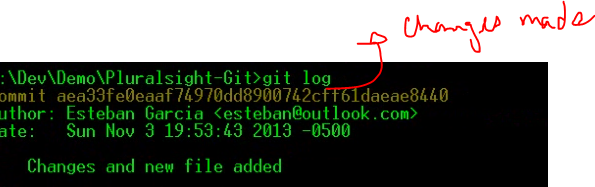 changes made
:\Dev\Demo\Pluralsight-Git>git log
ommit aea33fe0eaaf74970dd8900742cff61daeae8440
uthor: Esteban Garcia <esteban@outlook.com>
ate: Sun Nov 3 19:53:43 2013 -0500
Changes and new file added